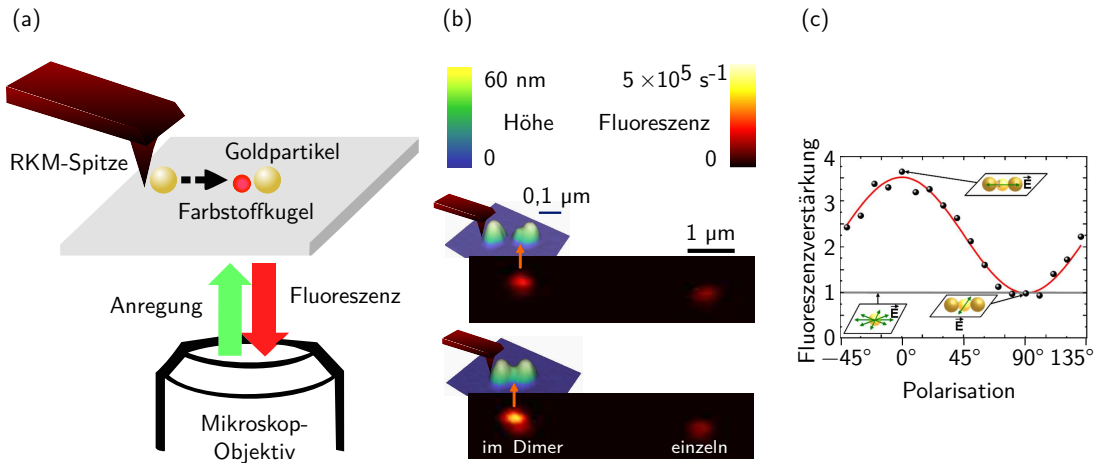 (a)
RKM-Spitze
Goldpartikel
Farbstoffkugel
Anregung
Fluoreszenz
Mikroskop-
Objektiv
(b)
60 nm
Höhe
0
5 ×10⁵ s⁻¹
Fluoreszenz
0
0,1 µm
1 µm
im Dimer
einzeln
(c)
Fluoreszenzverstärkung
4
3
2
1
0
E
E
E
−45°
0°
45°
90°
135°
Polarisation